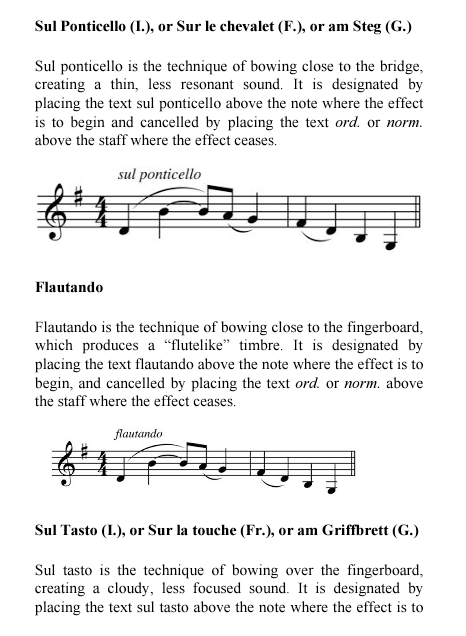 Sul Ponticello (I.), or Sur le chevalet (F.), or am Steg (G.)
Sul ponticello is the technique of bowing close to the bridge,
creating a thin, less resonant sound. It is designated by
placing the text sul ponticello above the note where the effect
is to begin and cancelled by placing the text ord. or norm.
above the staff where the effect ceases.
sul ponticello
4
4
Flautando
Flautando is the technique of bowing close to the fingerboard,
which produces a “flutelike” timbre. It is designated by
placing the text flautando above the note where the effect is to
begin, and cancelled by placing the text ord. or norm. above
the staff where the effect ceases.
flautando
4
4
Sul Tasto (I.), or Sur la touche (Fr.), or am Griffbrett (G.)
Sul tasto is the technique of bowing over the fingerboard,
creating a cloudy, less focused sound. It is designated by
placing the text sul tasto above the note where the effect is to